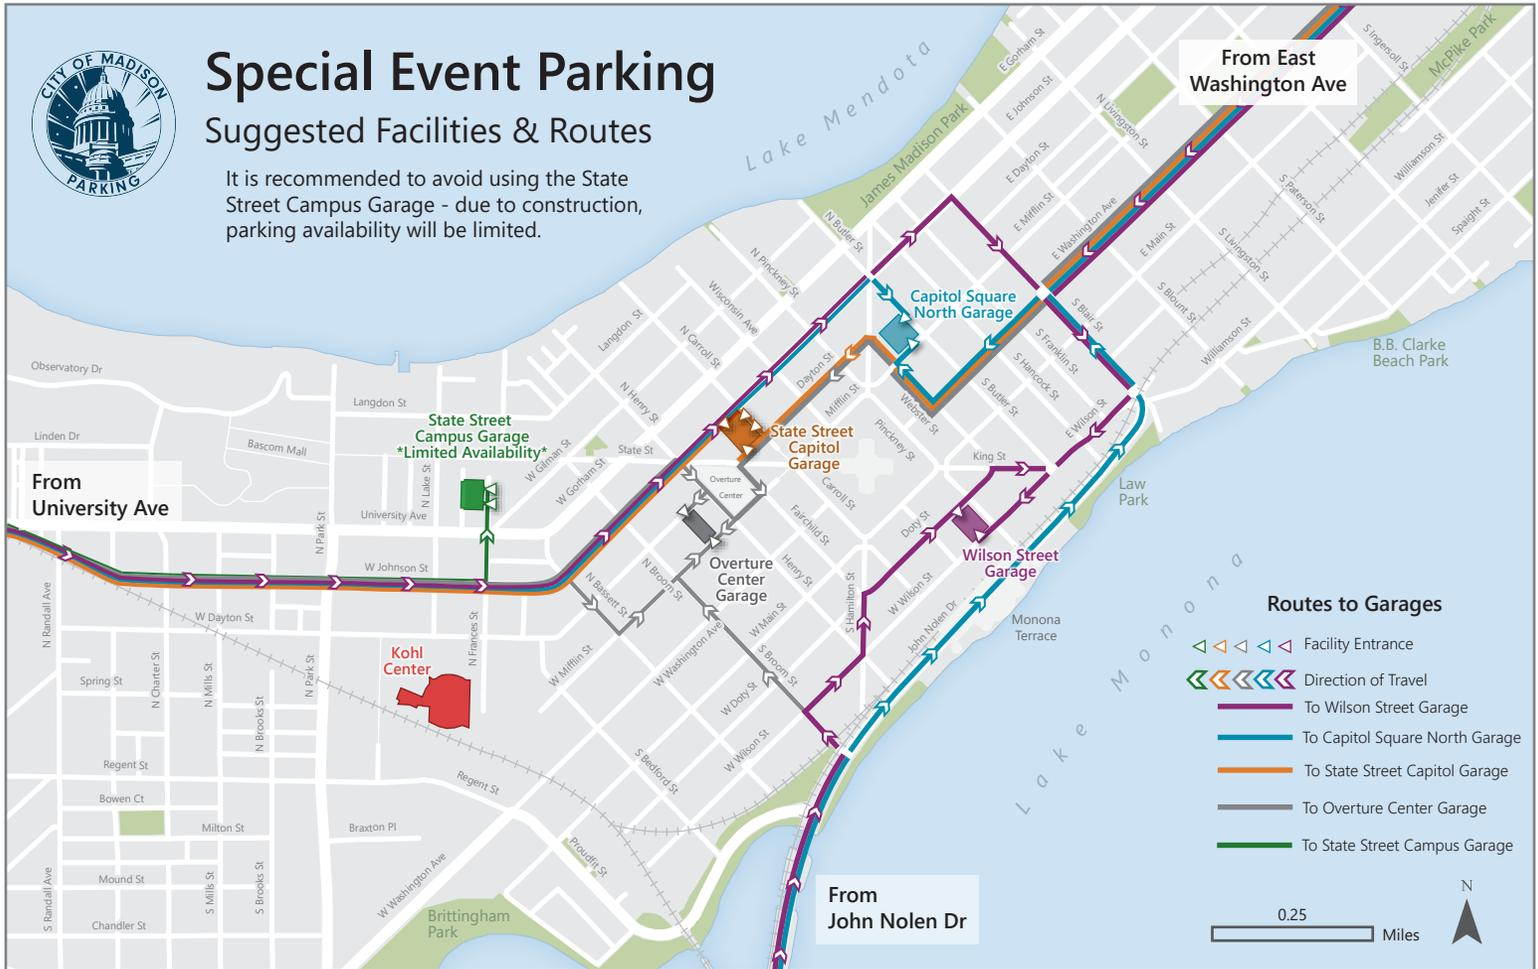 CITY OF MADISON
PARKING
Special Event Parking
Suggested Facilities & Routes
It is recommended to avoid using the State
Street Campus Garage - due to construction,
parking availability will be limited.
From East
Washington Ave
Lake Mendota
James Madison Park
McPike Park
S Ingersoll St
E Gorham St
E Johnson St
N Livingston St
E Dayton St
E Mifflin St
E Washington Ave
E Main St
S Paterson St
S Livingston St
Williamson St
Jenifer St
Spaight St
S Blount St
Williamson St
S Blair St
B.B. Clarke
Beach Park
N Butler St
N Pinckney St
Wisconsin Ave
N Carroll St
Langdon St
N Henry St
Capitol Square
North Garage
S Franklin St
S Hancock St
S Butler St
Dayton St
Mifflin St
Webster St
Pinckney St
E Wilson St
King St
Observatory Dr
Langdon St
Linden Dr
Bascom Mall
State Street
Campus Garage
*Limited Availability*
N Lake St
University Ave
N Park St
W Johnson St
State St
W Gilman St
W Gorham St
State Street
Capitol
Garage
Overture
Center
Carroll St
Fairchild St
Henry St
Doty St
Law
Park
From
University Ave
Overture
Center
Garage
Wilson Street
Garage
N Bassett St
N Broom St
W Main St
W Washington Ave
S Broom St
S Hamilton St
W Wilson St
John Nolen Dr
Monona
Terrace
Lake Monona
N Randall Ave
W Dayton St
N Frances St
Kohl
Center
W Mifflin St
W Doty St
W Wilson St
S Bedford St
Spring St
N Charter St
N Mills St
N Brooks St
N Park St
Regent St
Regent St
Bowen Ct
Milton St
Braxton Pl
Mound St
S Randall Ave
S Mills St
S Brooks St
Chandler St
W Washington Ave
Proudfit St
Brittingham
Park
From
John Nolen Dr
Routes to Garages
Facility Entrance
Direction of Travel
To Wilson Street Garage
To Capitol Square North Garage
To State Street Capitol Garage
To Overture Center Garage
To State Street Campus Garage
N
0.25
Miles